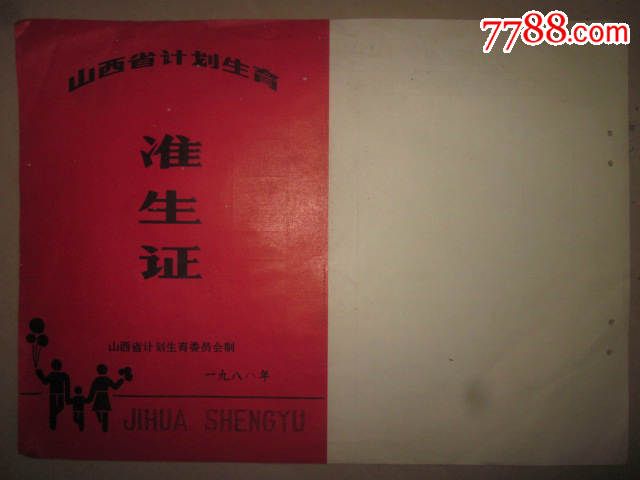 7788.com
山西省计划生育
准
生
证
山西省计划生育委员会制
一九八八年
JIHUA SHENGYU